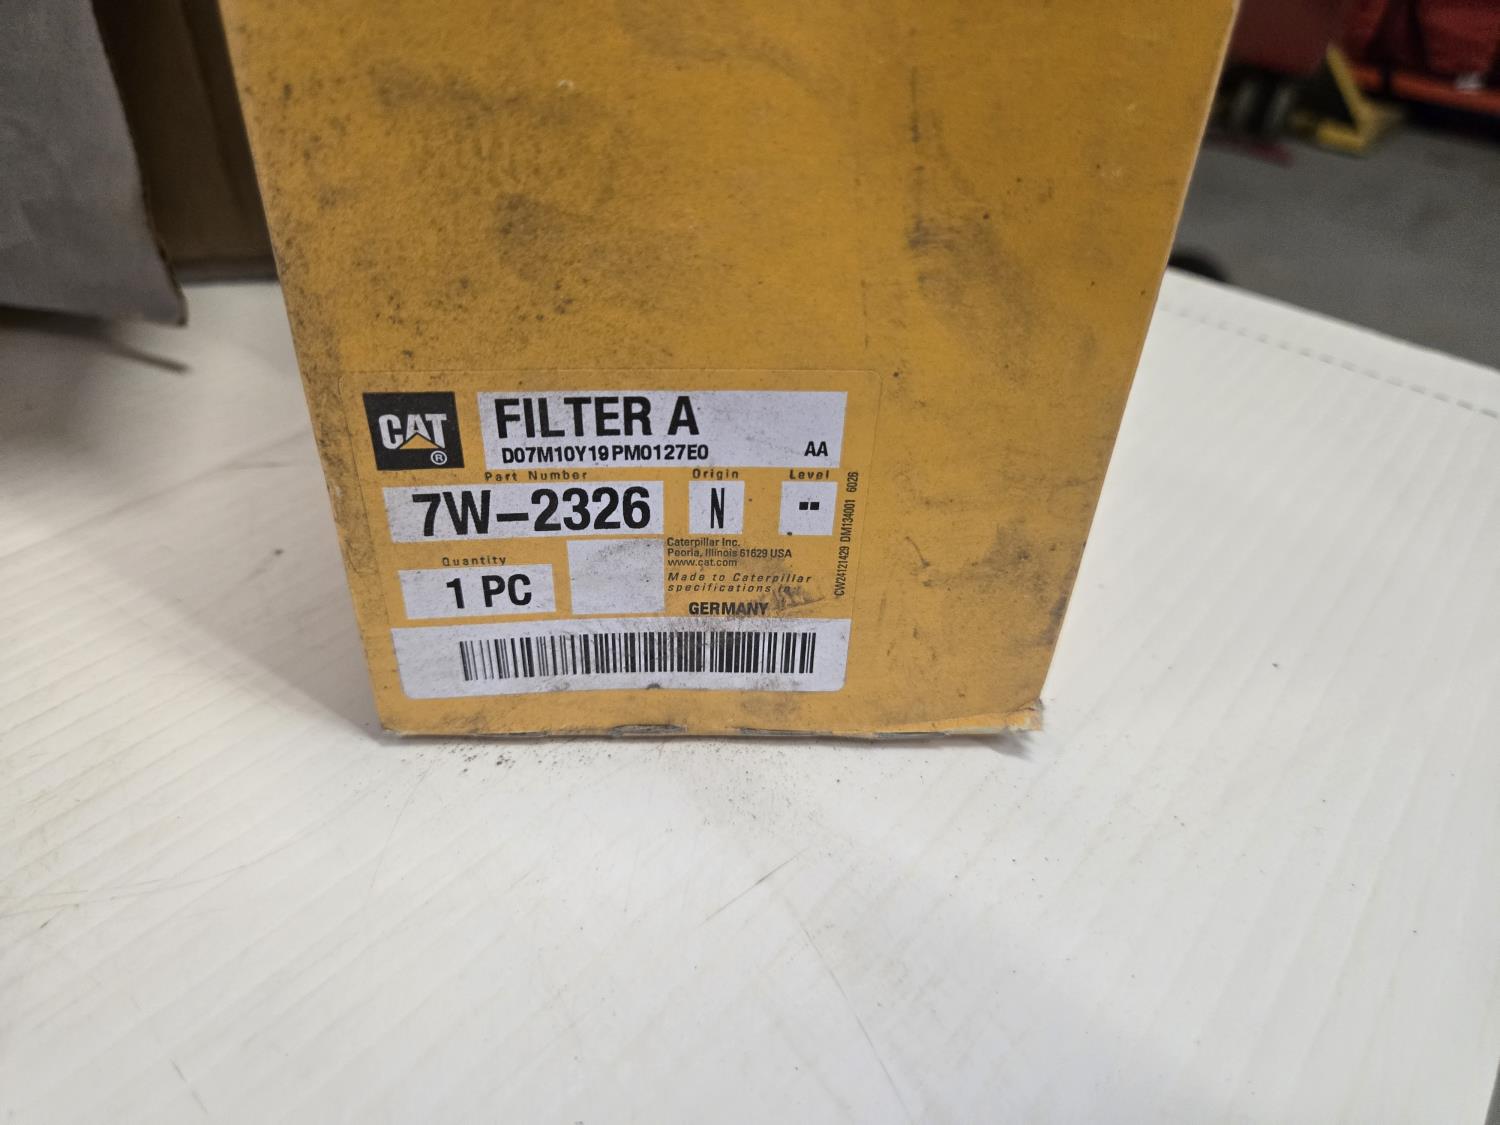 CAT®
FILTER A
D07M10Y19PM0127E0 AA
Part Number Origin Level
7W-2326 N --
Quantity
1 PC
Caterpillar Inc.
Peoria, Illinois 61629 USA
www.cat.com
Made to Caterpillar
specifications in
GERMANY
CW24121429 DM134001 6026